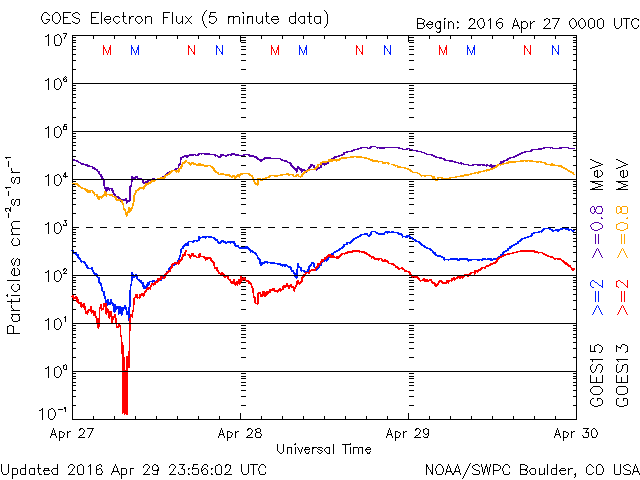 GOES Electron Flux (5 minute data)
Begin: 2016 Apr 27 0000 UTC
10⁷
M M N N M M N N M M N N
10⁶
10⁵
10⁴
10³
10²
10¹
10⁰
10⁻¹
Particles cm⁻²s⁻¹sr⁻¹
Apr 27 Apr 28 Apr 29 Apr 30
Universal Time
GOES15 >=2 >=0.8 MeV
GOES13 >=2 >=0.8 MeV
Updated 2016 Apr 29 23:56:02 UTC
NOAA/SWPC Boulder, CO USA